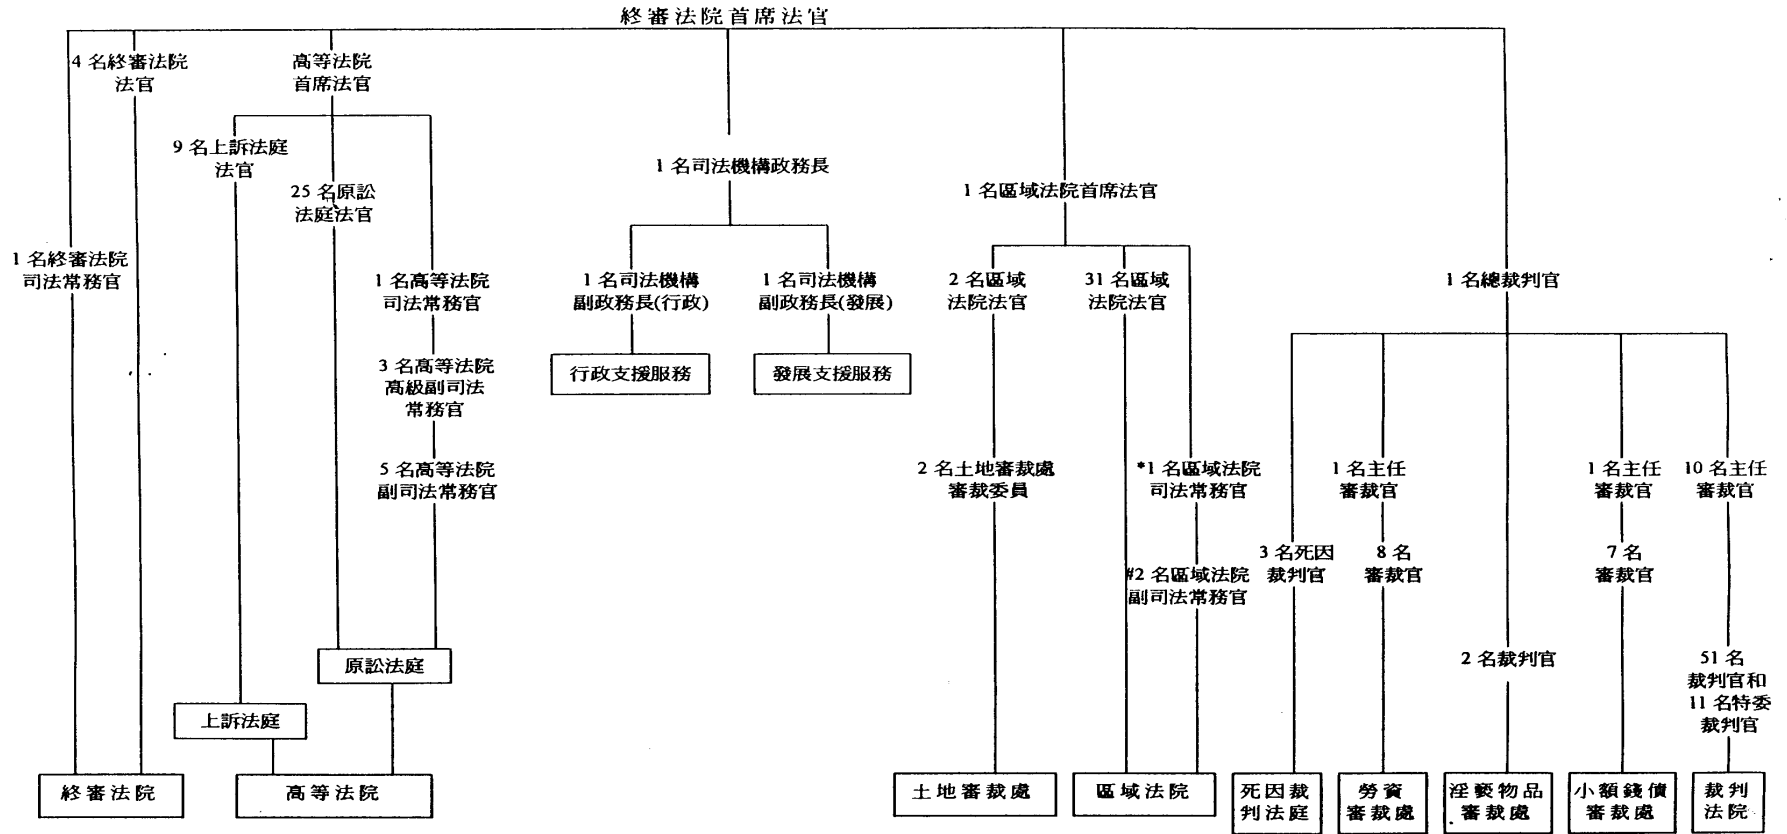 終審法院首席法官
4 名終審法院
法官
高等法院
首席法官
9 名上訴法庭
法官
25 名原訟
法庭法官
1 名終審法院
司法常務官
1 名高等法院
司法常務官
3 名高等法院
高級副司法
常務官
5 名高等法院
副司法常務官
原訟法庭
上訴法庭
終審法院
高等法院
1 名司法機構政務長
1 名司法機構
副政務長(行政)
1 名司法機構
副政務長(發展)
行政支援服務
發展支援服務
1 名區域法院首席法官
2 名區域
法院法官
31 名區域
法院法官
2 名土地審裁處
審裁委員
*1 名區域法院
司法常務官
#2 名區域法院
副司法常務官
土地審裁處
區域法院
1 名總裁判官
3 名死因
裁判官
1 名主任
審裁官
8 名
審裁官
2 名裁判官
1 名主任
審裁官
7 名
審裁官
10 名主任
審裁官
51 名
裁判官和
11 名特委
裁判官
死因裁
判法庭
勞資
審裁處
淫褻物品
審裁處
小額錢債
審裁處
裁判
法院